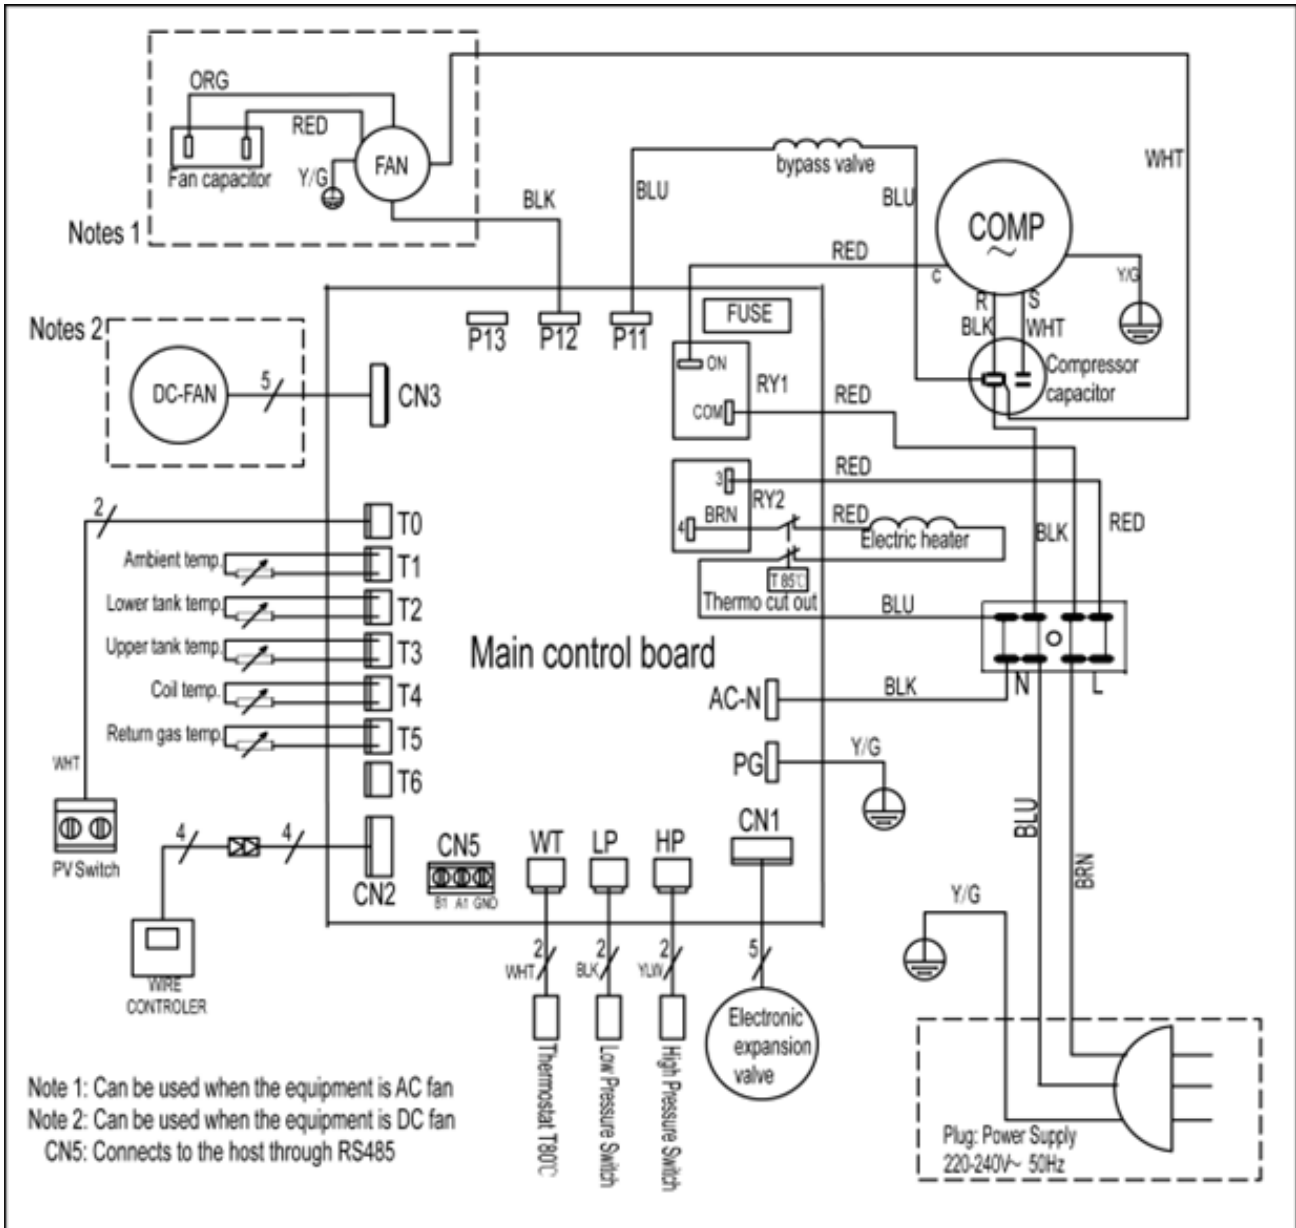 ORG
RED
FAN
Fan capacitor
Y/G
Notes 1
BLK
BLU
bypass valve
BLU
WHT
COMP
~
RED
C
R
S
Y/G
BLK
WHT
Compressor
capacitor
Notes 2
DC-FAN
5
CN3
P13
P12
P11
FUSE
ON
RY1
COM
RED
3
RED
RY2
4
BRN
RED
Electric heater
BLK
RED
T 85℃
Thermo cut out
BLU
2
T0
Ambient temp.
T1
Lower tank temp.
T2
Upper tank temp.
T3
Coil temp.
T4
Return gas temp.
T5
T6
WHT
PV Switch
Main control board
AC-N
BLK
N
L
PG
Y/G
4
4
CN2
WIRE
CONTROLER
CN5
B1 A1 GND
WT
LP
HP
CN1
2
WHT
2
BLK
2
YLW
5
Thermostat T80℃
Low Pressure Switch
High Pressure Switch
Electronic
expansion
valve
BLU
BRN
Y/G
Plug: Power Supply
220-240V~ 50Hz
Note 1: Can be used when the equipment is AC fan
Note 2: Can be used when the equipment is DC fan
CN5: Connects to the host through RS485